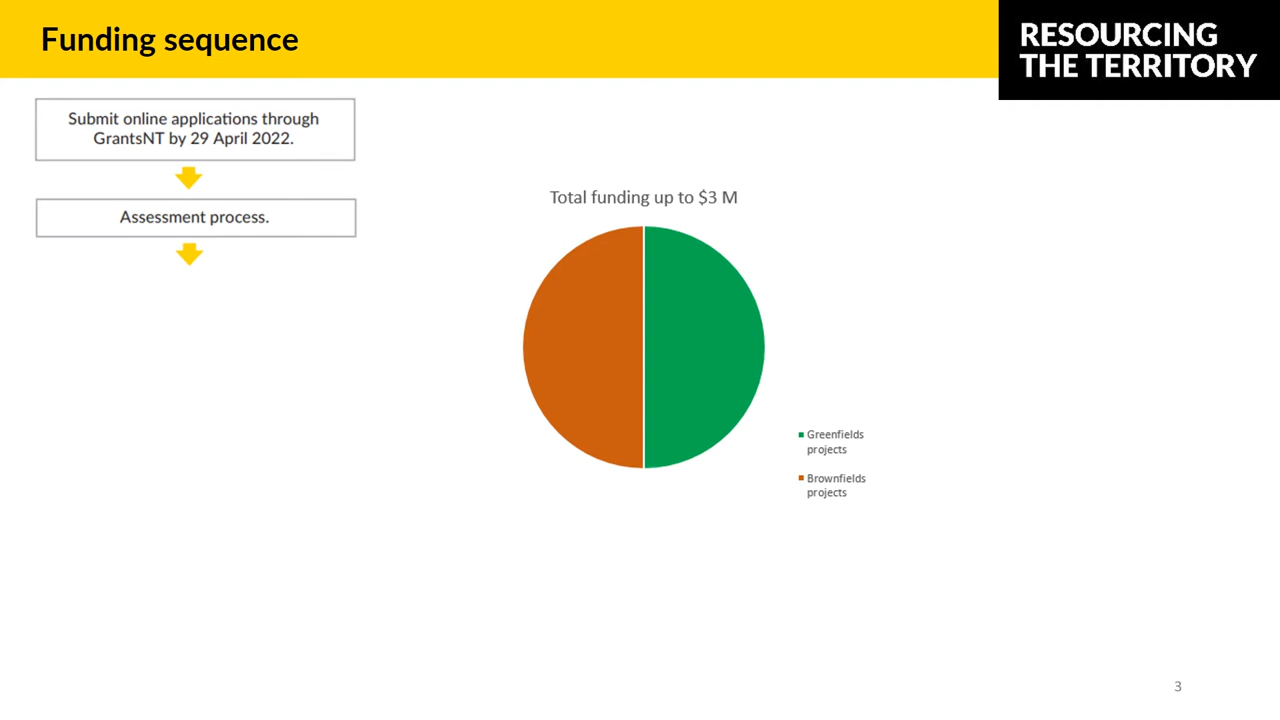 Funding sequence
RESOURCING
THE TERRITORY
Submit online applications through
GrantsNT by 29 April 2022.
Assessment process.
Total funding up to $3 M
Greenfields
projects
Brownfields
projects
3